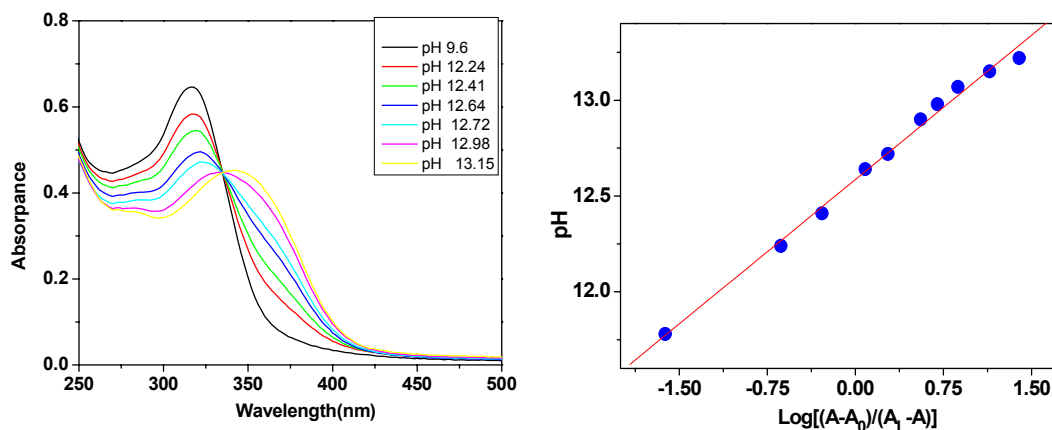 0.8
0.6
0.4
0.2
0.0
Absorpance
250 300 350 400 450 500
Wavelength(nm)
pH 9.6
pH 12.24
pH 12.41
pH 12.64
pH 12.72
pH 12.98
pH 13.15
13.0
12.5
12.0
pH
-1.50 -0.75 0.00 0.75 1.50
Log[(A-A0)/(A1-A)]